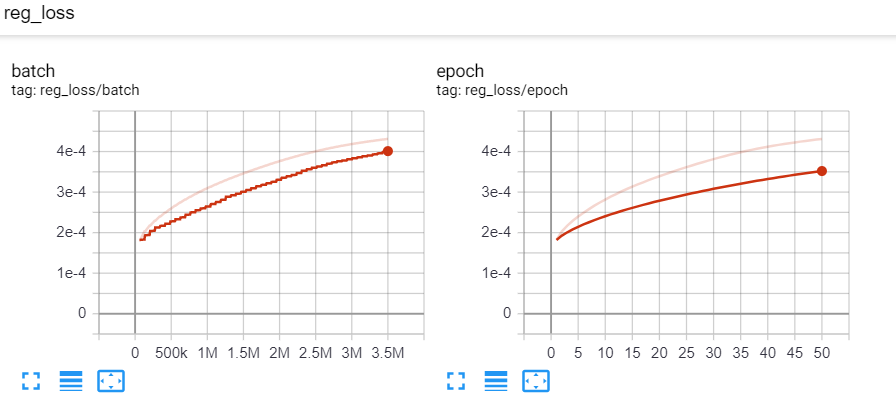 reg_loss
batch
tag: reg_loss/batch
4e-4
3e-4
2e-4
1e-4
0
0 500k 1M 1.5M 2M 2.5M 3M 3.5M
epoch
tag: reg_loss/epoch
4e-4
3e-4
2e-4
1e-4
0
0 5 10 15 20 25 30 35 40 45 50